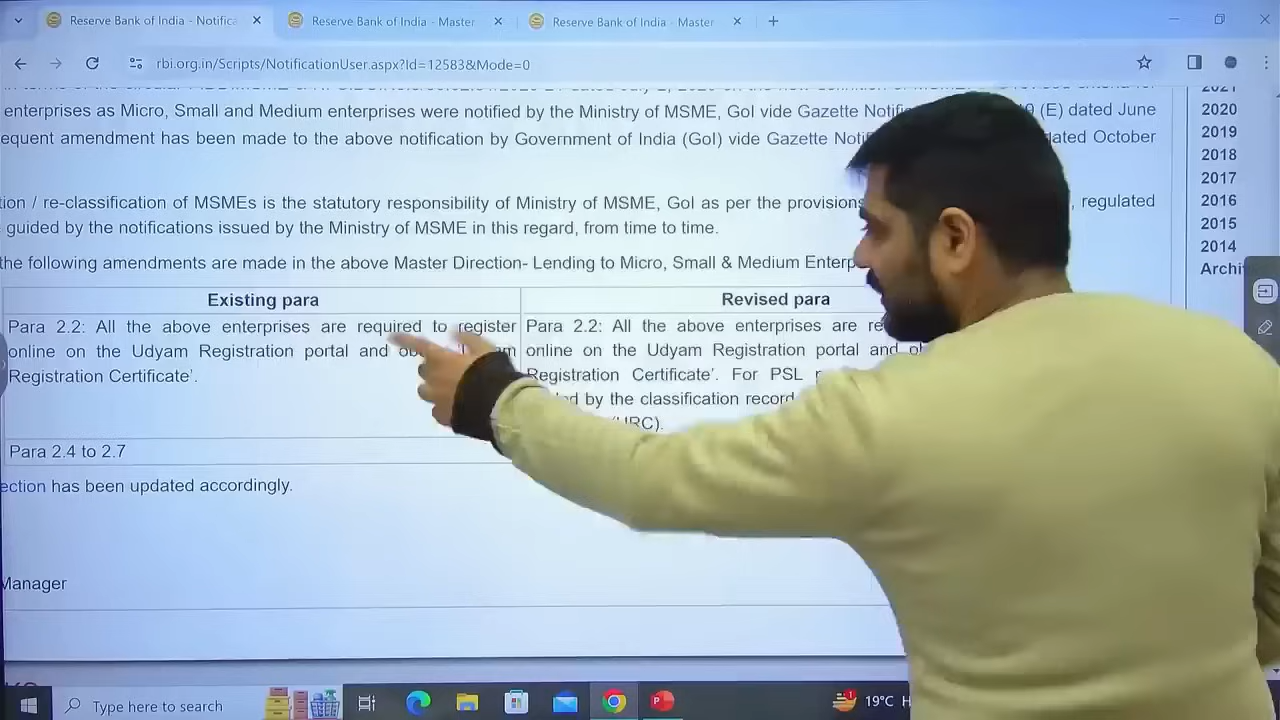 Reserve Bank of India - Notifica
Reserve Bank of India - Master
Reserve Bank of India - Master
rbi.org.in/Scripts/NotificationUser.aspx?Id=12583&Mode=0
enterprises as Micro, Small and Medium enterprises were notified by the Ministry of MSME, GoI vide Gazette Notif (E) dated June
equent amendment has been made to the above notification by Government of India (GoI) vide Gazette Noti ated October
tion / re-classification of MSMEs is the statutory responsibility of Ministry of MSME, GoI as per the provisions , regulated
guided by the notifications issued by the Ministry of MSME in this regard, from time to time.
the following amendments are made in the above Master Direction- Lending to Micro, Small & Medium Enterp
Existing para
Para 2.2: All the above enterprises are required to register
online on the Udyam Registration portal and
Registration Certificate'.
Revised para
Para 2.2: All the above enterprises are re
online on the Udyam Registration portal and
Registration Certificate'. For PSL
by the classification record
URC).
Para 2.4 to 2.7
ection has been updated accordingly.
Manager
2021
2020
2019
2018
2017
2016
2015
2014
Archi
Type here to search
1
19°C H